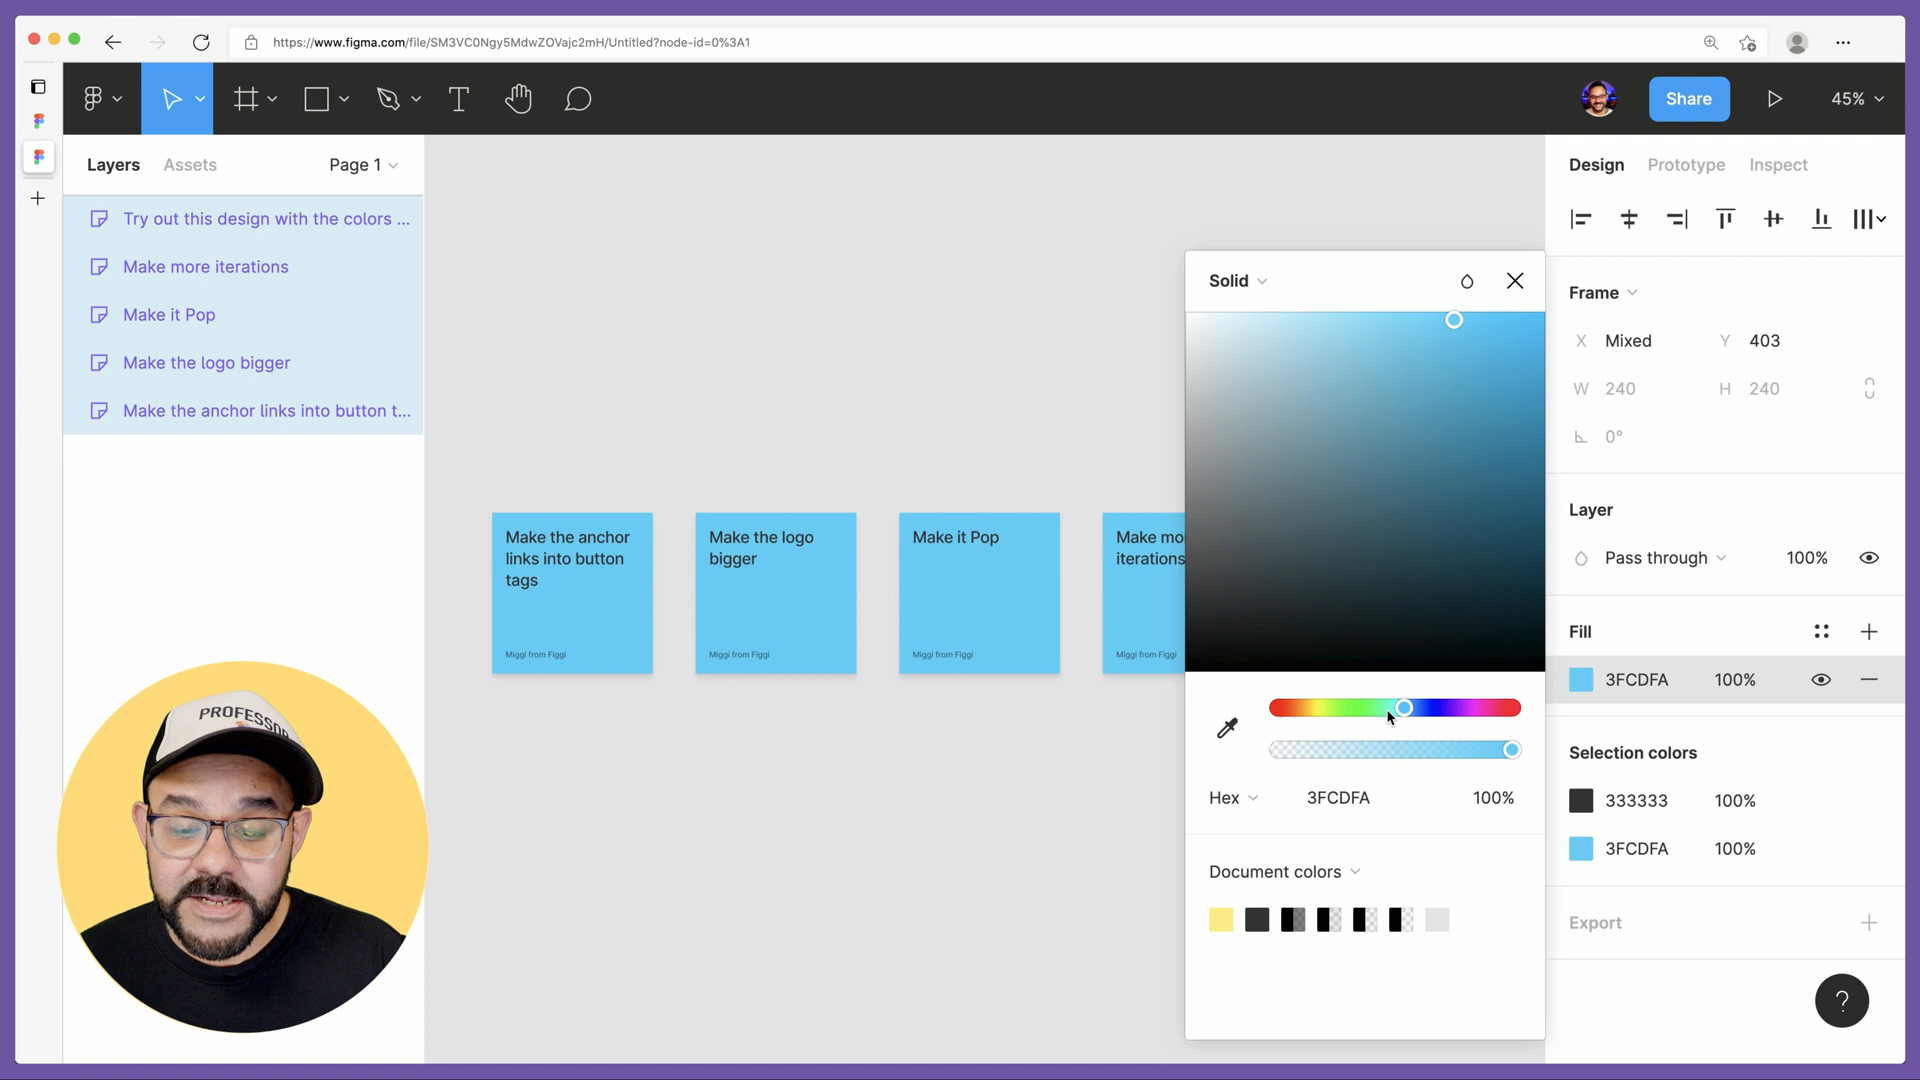 https://www.figma.com/file/SM3VC0Ngy5MdwZOVajc2mH/Untitled?node-id=0%3A1
Share
45%
Layers
Assets
Page 1
Try out this design with the colors ...
Make more iterations
Make it Pop
Make the logo bigger
Make the anchor links into button t...
Make the anchor
links into button
tags
Miggi from Figgi
Make the logo
bigger
Miggi from Figgi
Make it Pop
Miggi from Figgi
Make mo
iterations
Miggi from Figgi
Solid
Hex
3FCDFA
100%
Document colors
Design
Prototype
Inspect
Frame
X
Mixed
Y
403
W
240
H
240
0°
Layer
Pass through
100%
Fill
3FCDFA
100%
Selection colors
333333
100%
3FCDFA
100%
Export
?
PROFESSOR